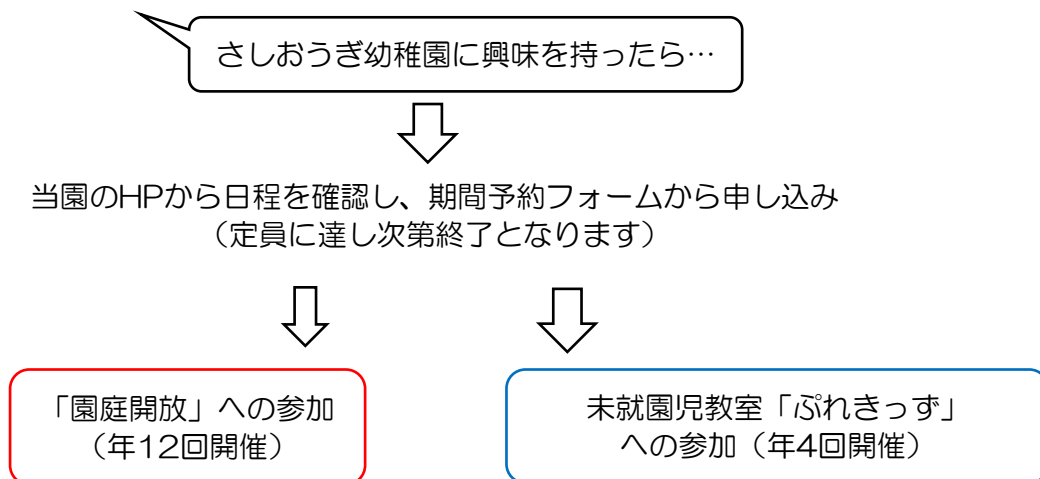 さしおうぎ幼稚園に興味を持ったら…
当園のHPから日程を確認し、期間予約フォームから申し込み
（定員に達し次第終了となります）
「園庭開放」への参加
（年12回開催）
未就園児教室「ぷれきっず」
への参加（年4回開催）